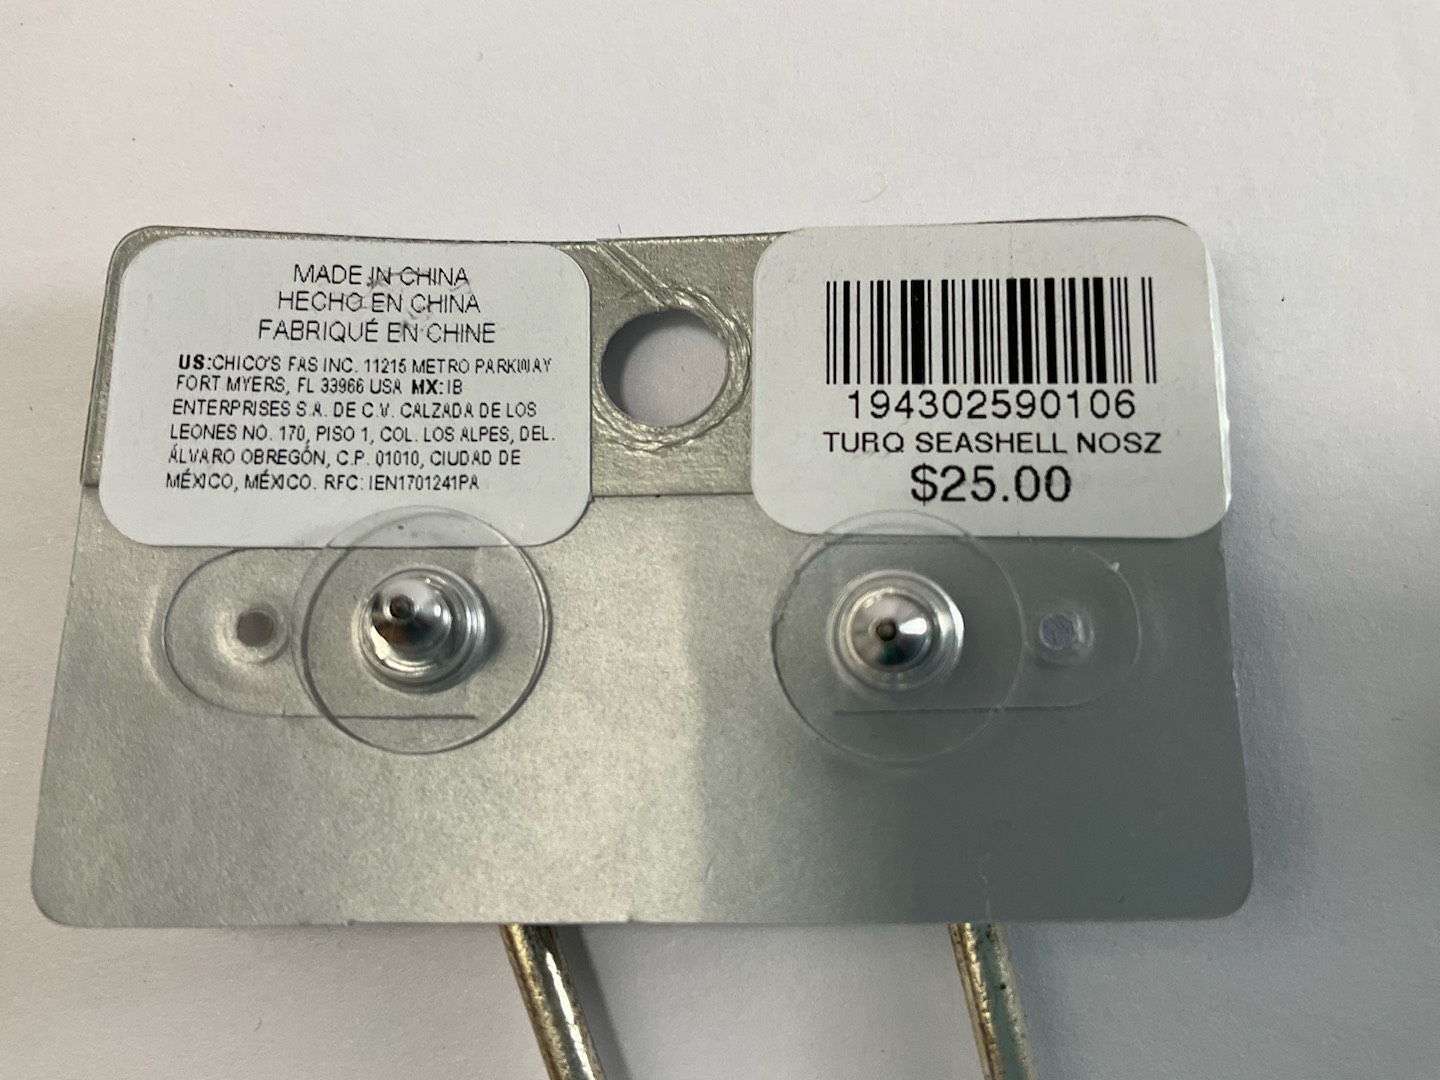 MADE IN CHINA
HECHO EN CHINA
FABRIQUÉ EN CHINE
US:CHICO'S FAS INC. 11215 METRO PARKWAY
FORT MYERS, FL 33966 USA MX:IB
ENTERPRISES S.A. DE C.V. CALZADA DE LOS
LEONES NO. 170, PISO 1, COL. LOS ALPES, DEL.
ÁLVARO OBREGÓN, C.P. 01010, CIUDAD DE
MÉXICO, MÉXICO. RFC: IEN1701241PA
194302590106
TURQ SEASHELL NOSZ
$25.00